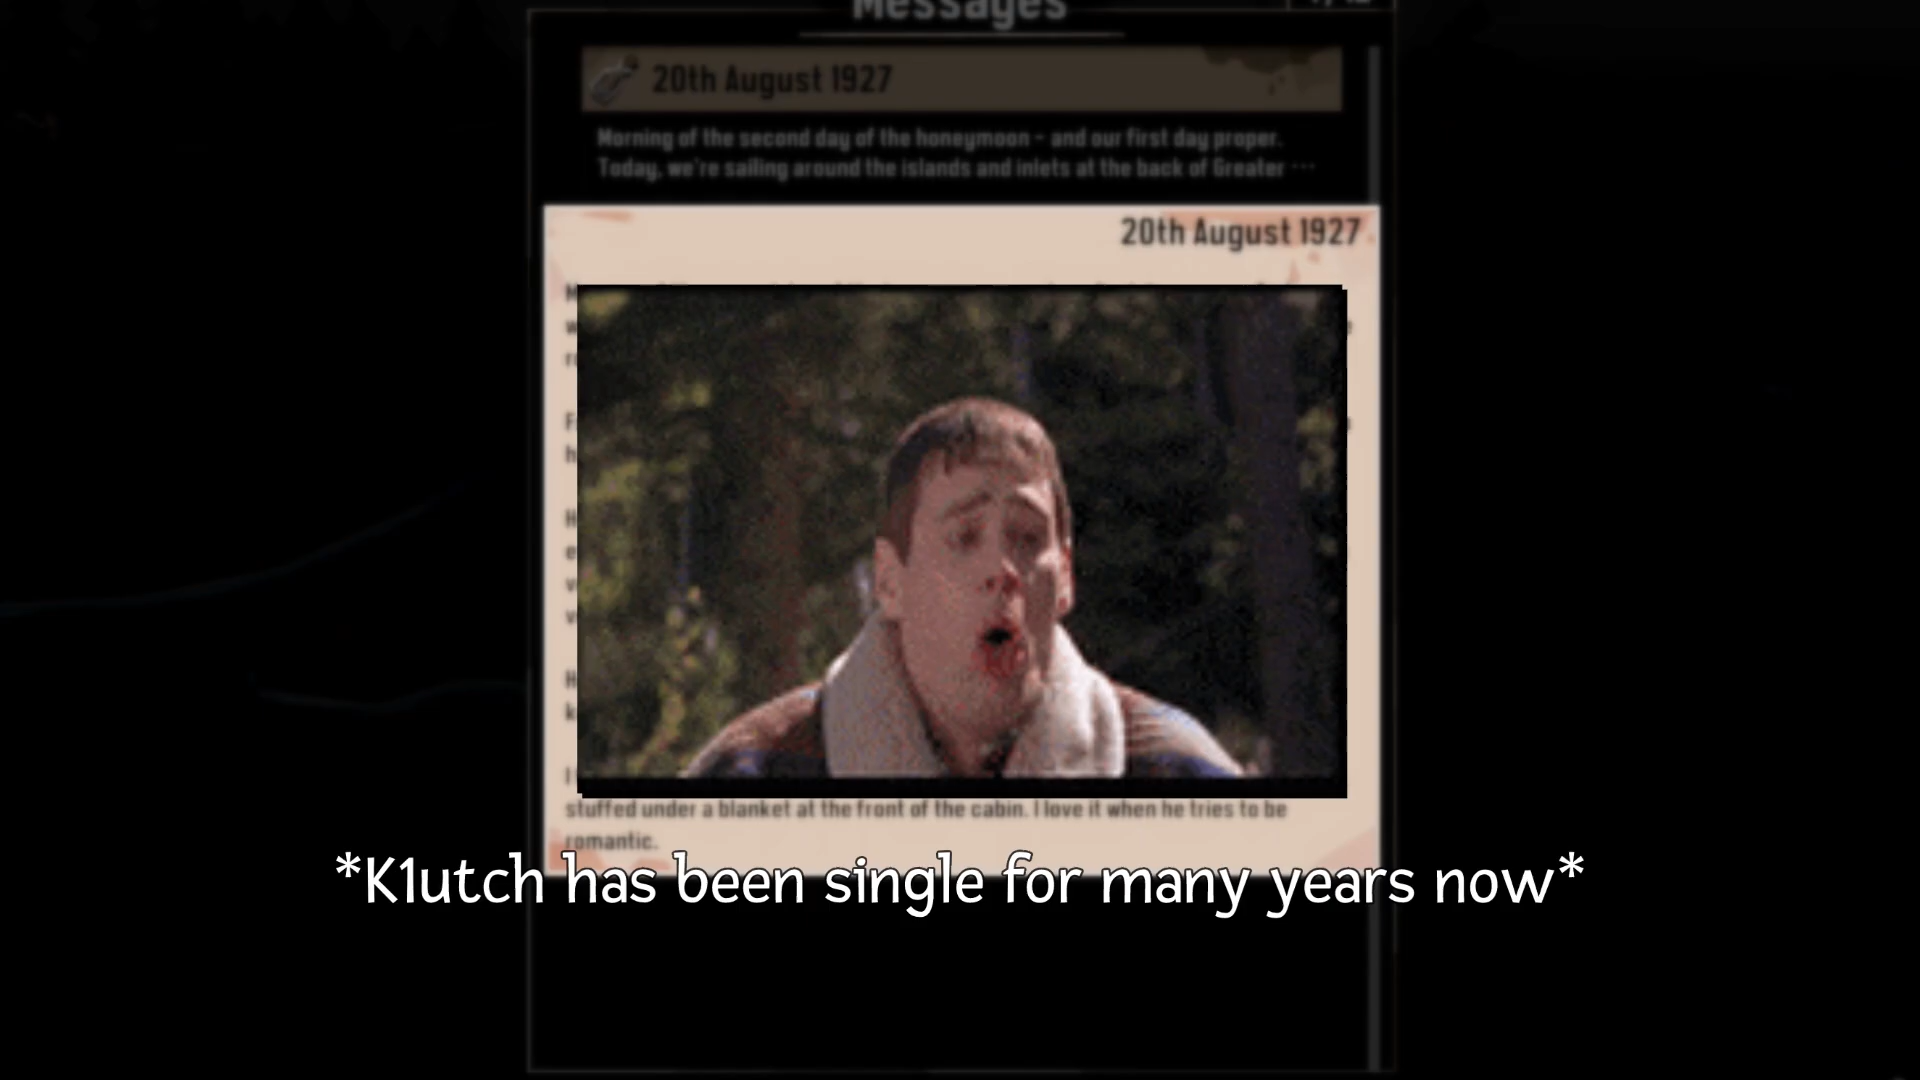 Messages
20th August 1927
Morning of the second day of the honeymoon - and our first day proper.
Today, we're sailing around the islands and inlets at the back of Greater ...
20th August 1927
stuffed under a blanket at the front of the cabin. I love it when he tries to be
romantic.
*K1utch has been single for many years now*